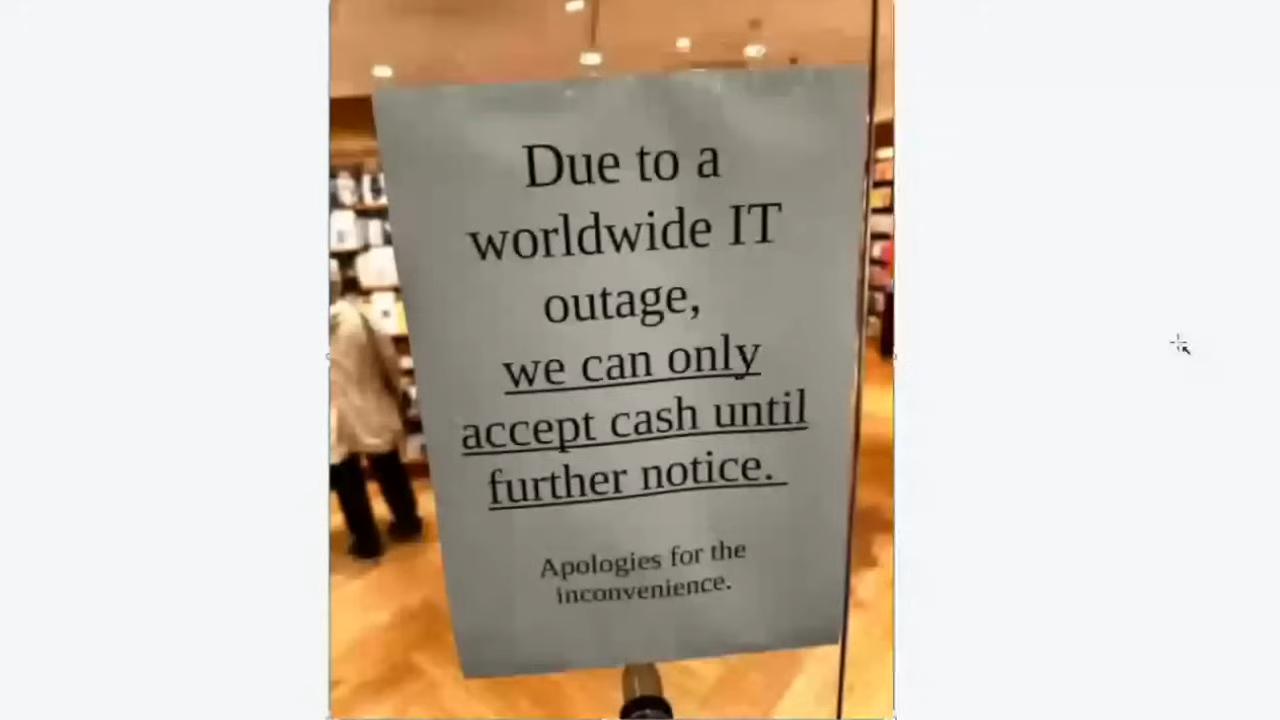 Due to a
worldwide IT
outage,
we can only
accept cash until
further notice.
Apologies for the
inconvenience.